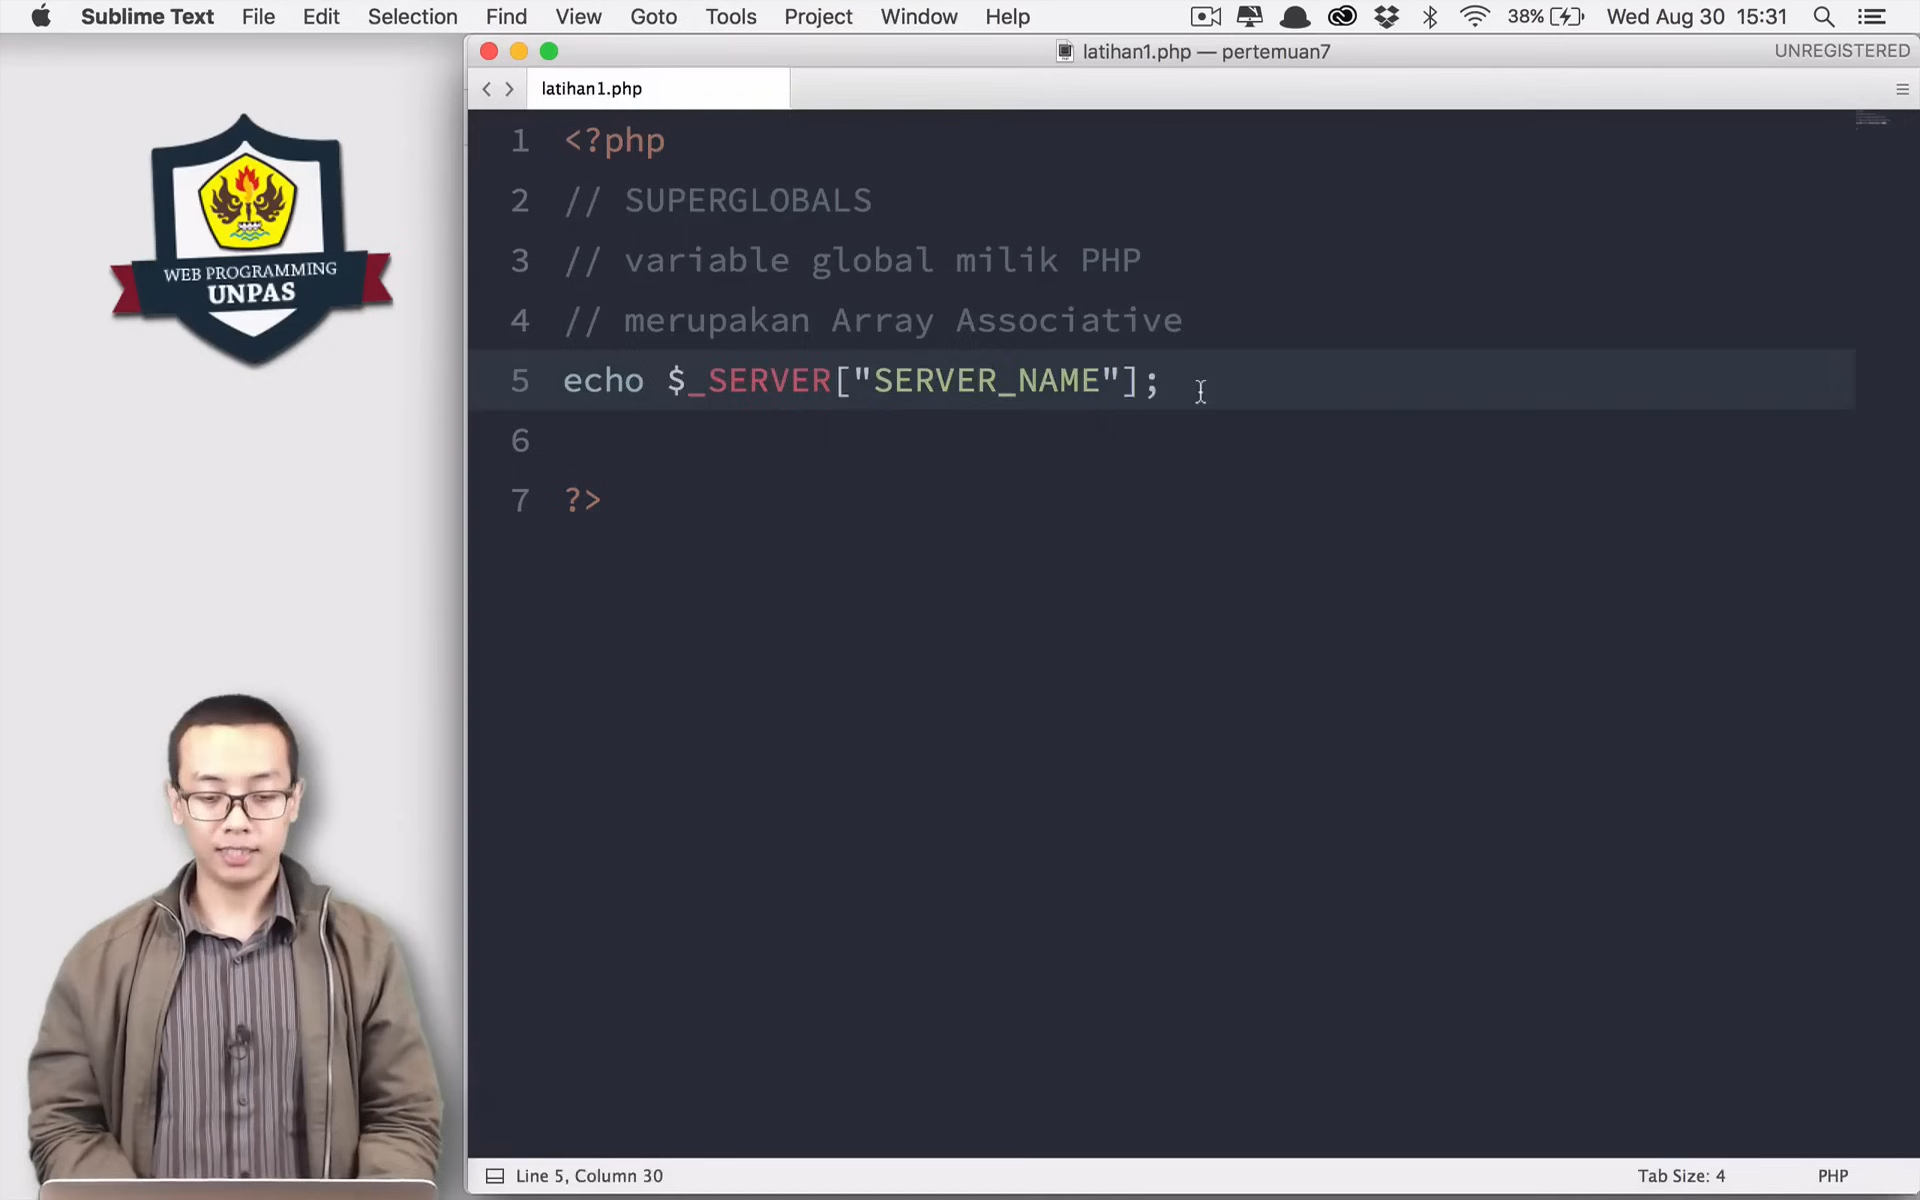 Sublime Text File Edit Selection Find View Goto Tools Project Window Help 38% Wed Aug 30 15:31
latihan1.php — pertemuan7 UNREGISTERED
latihan1.php
WEB PROGRAMMING
UNPAS
1 <?php
2 // SUPERGLOBALS
3 // variable global milik PHP
4 // merupakan Array Associative
5 echo $_SERVER["SERVER_NAME"];
6
7 ?>
Line 5, Column 30 Tab Size: 4 PHP